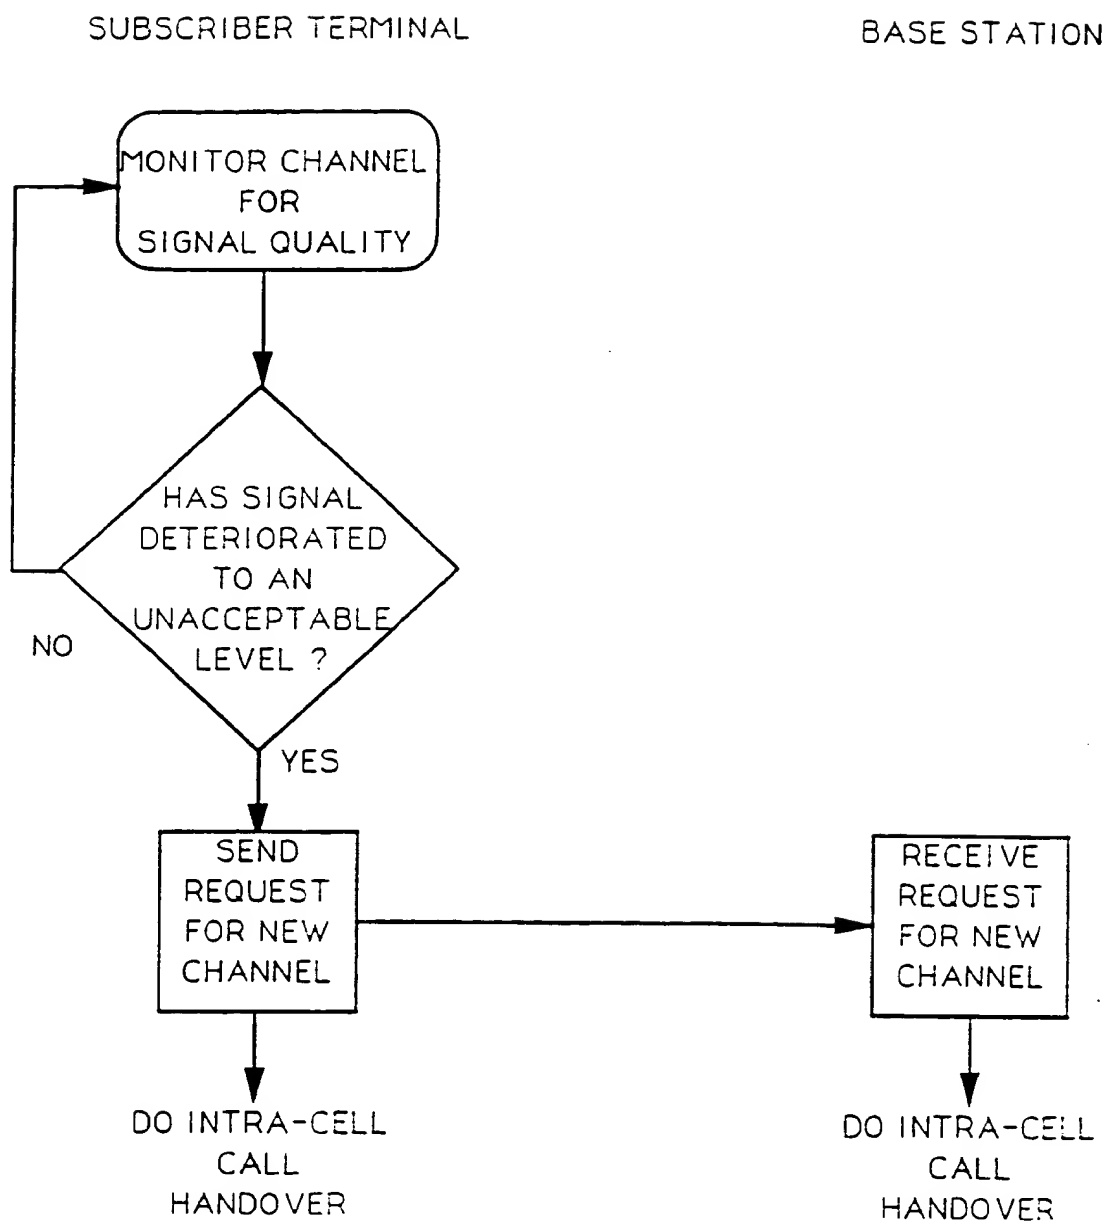 SUBSCRIBER TERMINAL
BASE STATION
MONITOR CHANNEL
FOR
SIGNAL QUALITY
HAS SIGNAL
DETERIORATED
TO AN
UNACCEPTABLE
LEVEL ?
NO
YES
SEND
REQUEST
FOR NEW
CHANNEL
RECEIVE
REQUEST
FOR NEW
CHANNEL
DO INTRA-CELL
CALL
HANDOVER
DO INTRA-CELL
CALL
HANDOVER